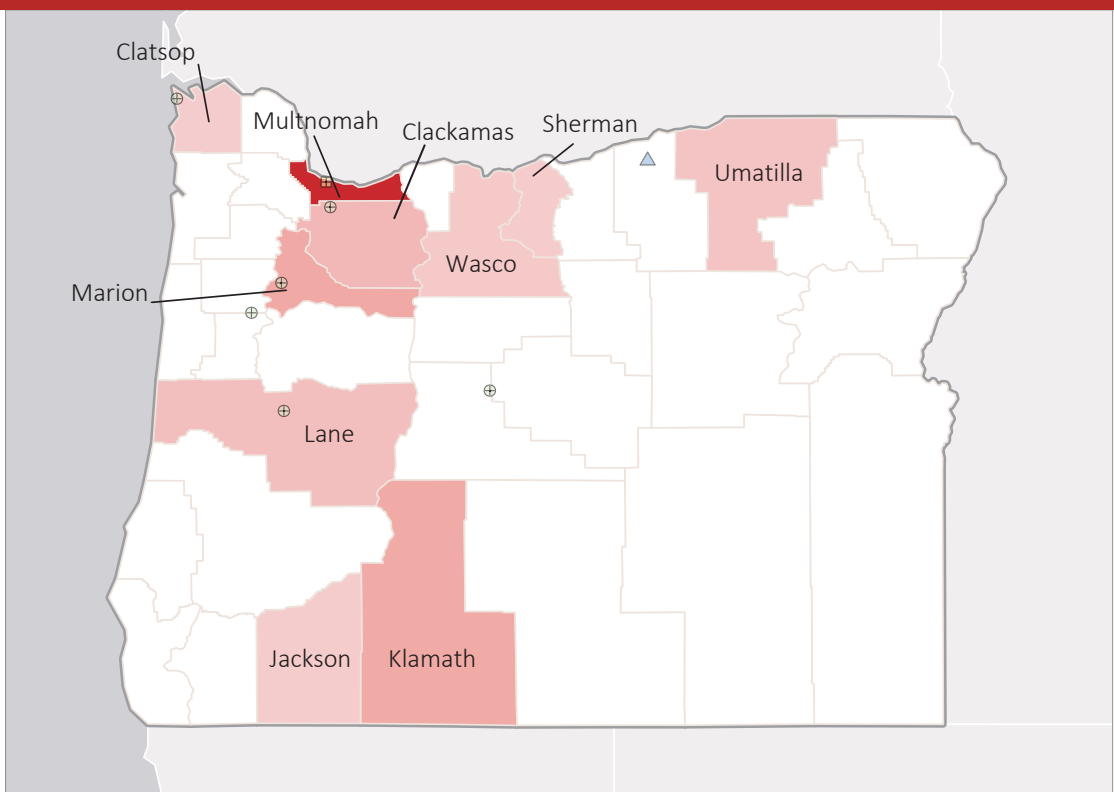 Clatsop
Multnomah
Clackamas
Sherman
Umatilla
Wasco
Marion
Lane
Jackson
Klamath